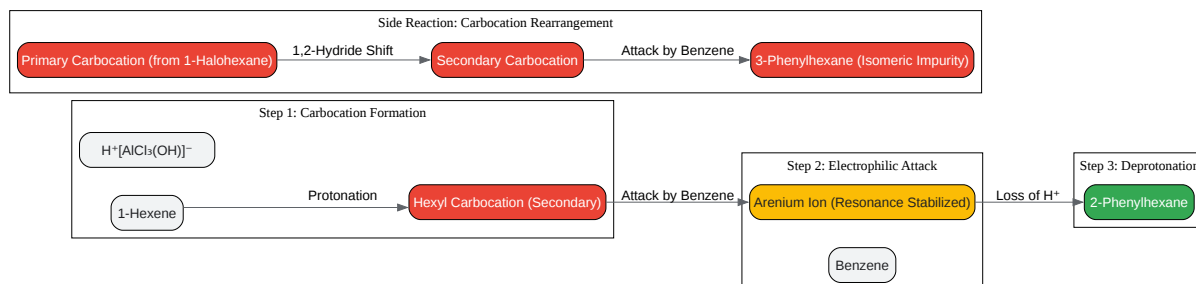 Side Reaction: Carbocation Rearrangement
Primary Carbocation (from 1-Halohexane)
1,2-Hydride Shift
Secondary Carbocation
Attack by Benzene
3-Phenylhexane (Isomeric Impurity)
Step 1: Carbocation Formation
H⁺[AlCl₃(OH)]⁻
1-Hexene
Protonation
Hexyl Carbocation (Secondary)
Attack by Benzene
Step 2: Electrophilic Attack
Arenium Ion (Resonance Stabilized)
Benzene
Loss of H⁺
Step 3: Deprotonation
2-Phenylhexane